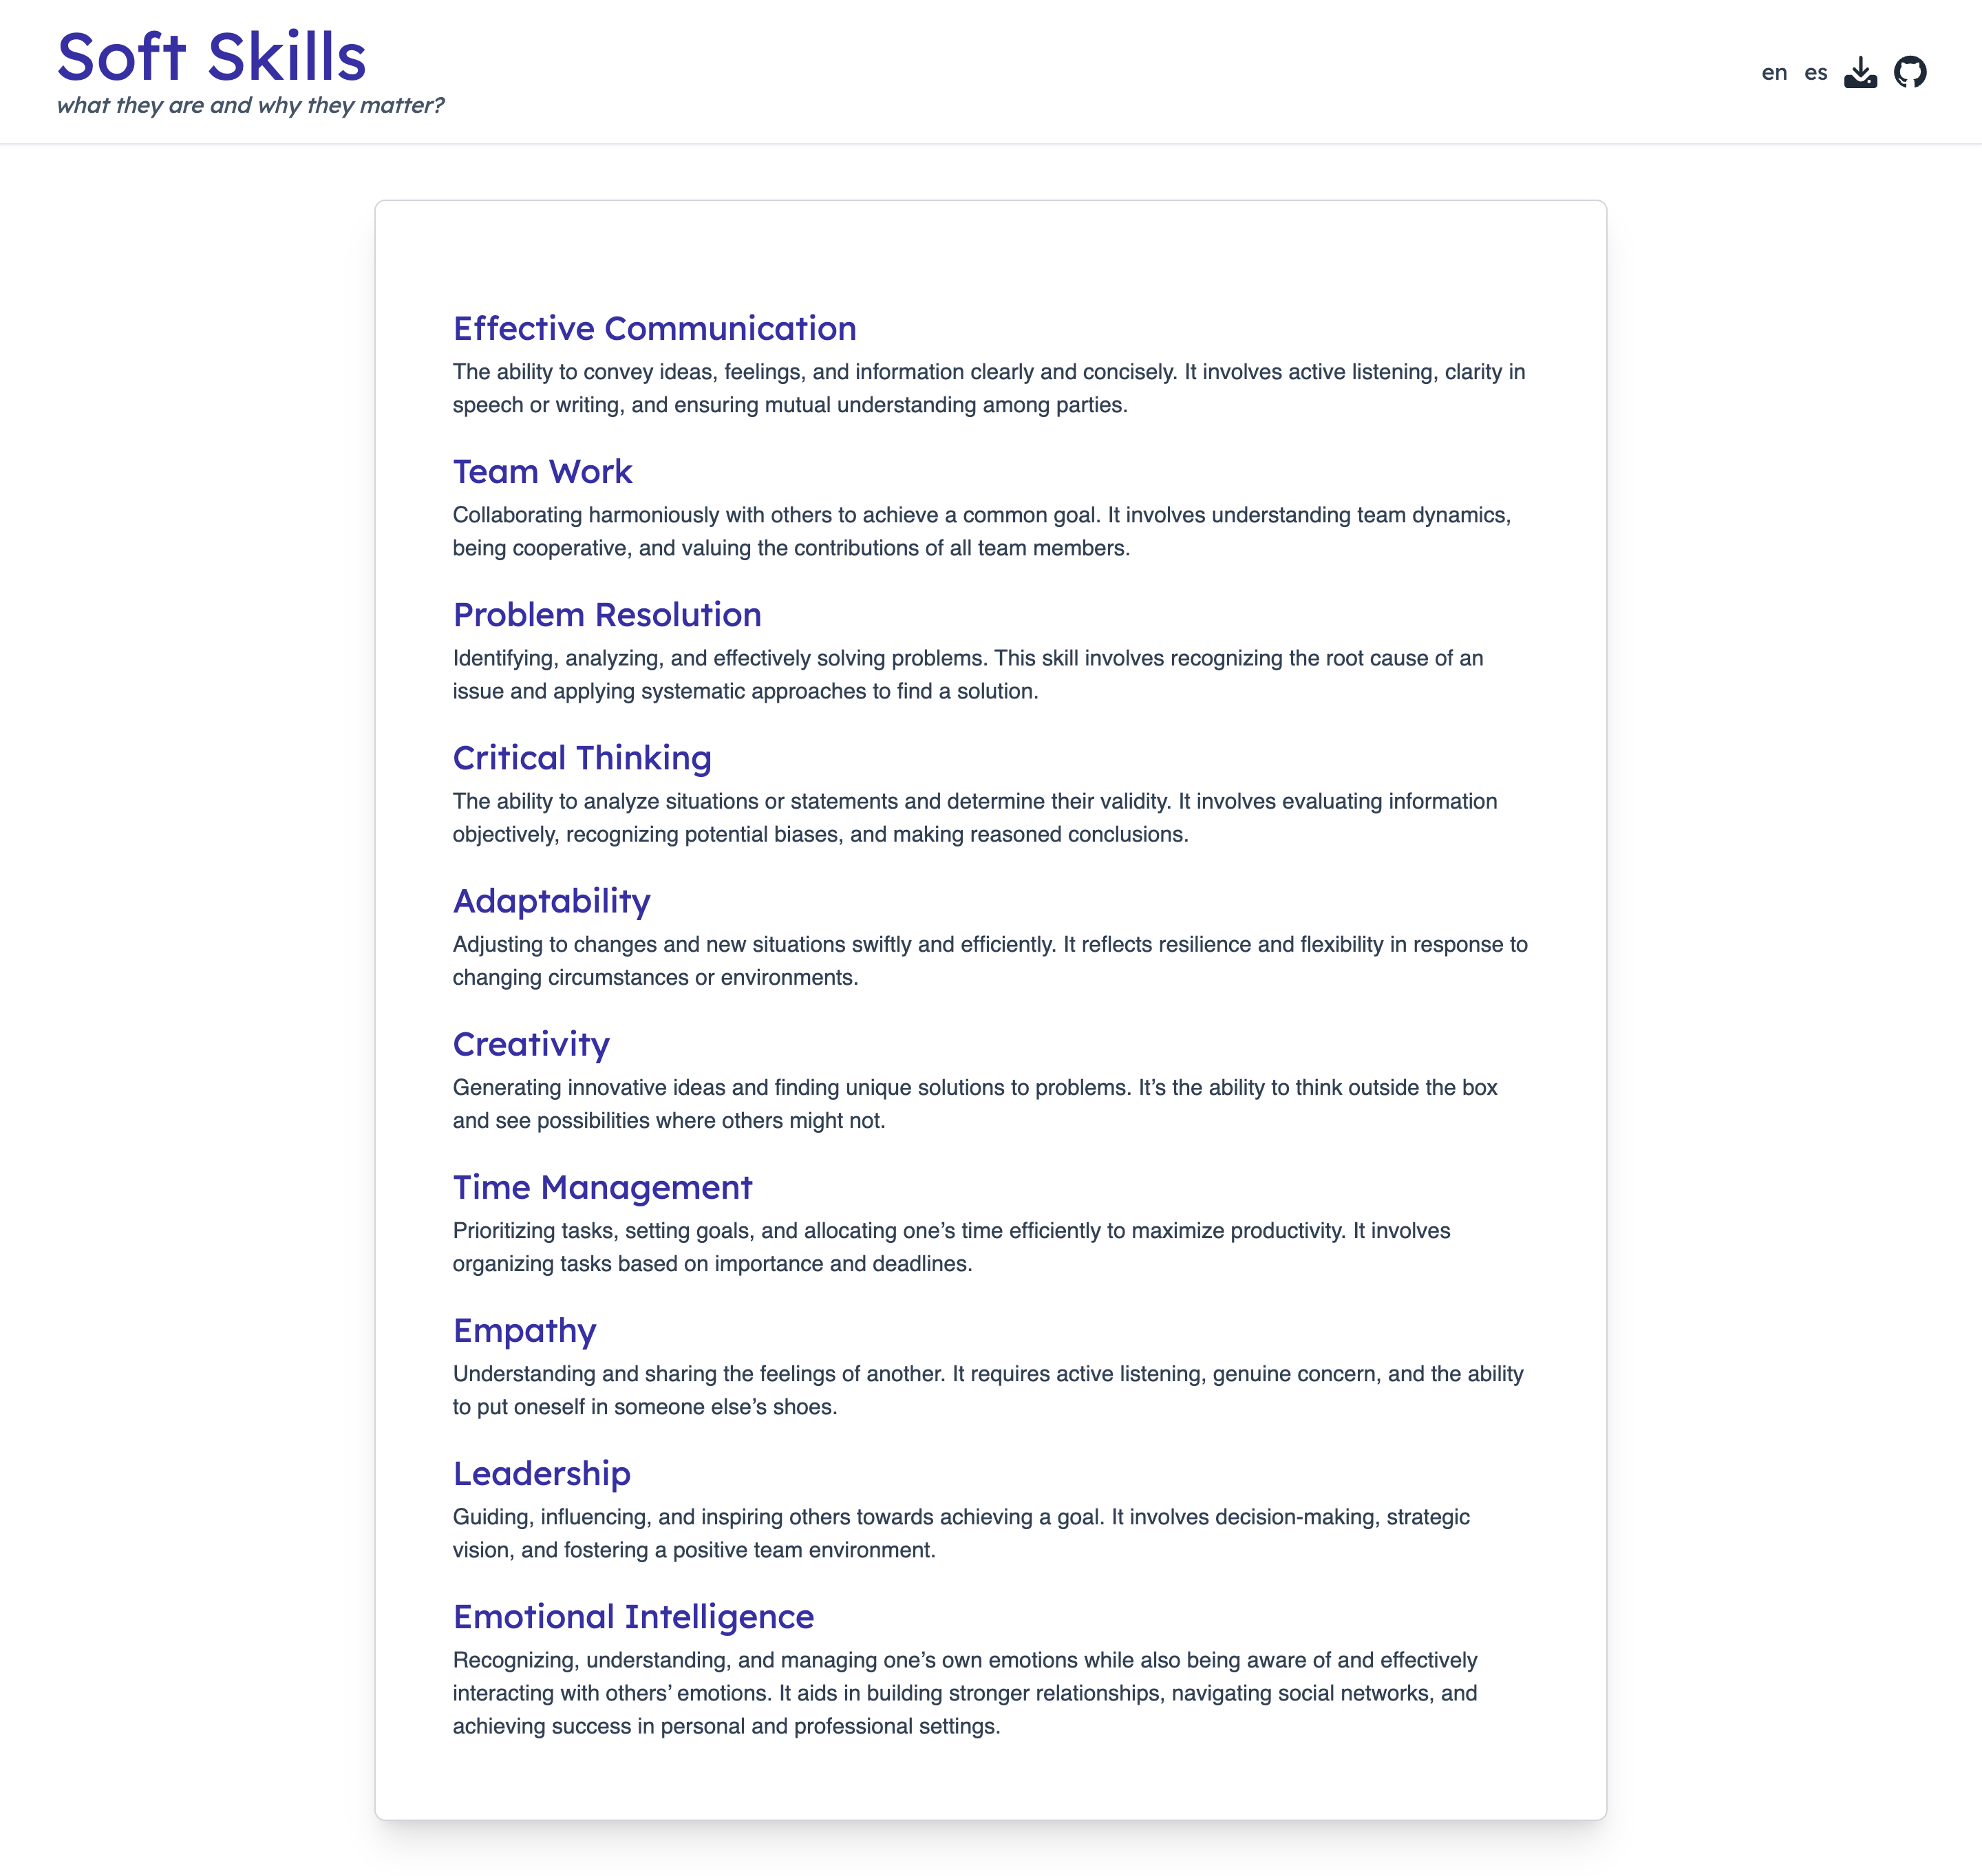 Soft Skills
what they are and why they matter?
en es
Effective Communication
The ability to convey ideas, feelings, and information clearly and concisely. It involves active listening, clarity in
speech or writing, and ensuring mutual understanding among parties.
Team Work
Collaborating harmoniously with others to achieve a common goal. It involves understanding team dynamics,
being cooperative, and valuing the contributions of all team members.
Problem Resolution
Identifying, analyzing, and effectively solving problems. This skill involves recognizing the root cause of an
issue and applying systematic approaches to find a solution.
Critical Thinking
The ability to analyze situations or statements and determine their validity. It involves evaluating information
objectively, recognizing potential biases, and making reasoned conclusions.
Adaptability
Adjusting to changes and new situations swiftly and efficiently. It reflects resilience and flexibility in response to
changing circumstances or environments.
Creativity
Generating innovative ideas and finding unique solutions to problems. It’s the ability to think outside the box
and see possibilities where others might not.
Time Management
Prioritizing tasks, setting goals, and allocating one’s time efficiently to maximize productivity. It involves
organizing tasks based on importance and deadlines.
Empathy
Understanding and sharing the feelings of another. It requires active listening, genuine concern, and the ability
to put oneself in someone else’s shoes.
Leadership
Guiding, influencing, and inspiring others towards achieving a goal. It involves decision-making, strategic
vision, and fostering a positive team environment.
Emotional Intelligence
Recognizing, understanding, and managing one’s own emotions while also being aware of and effectively
interacting with others’ emotions. It aids in building stronger relationships, navigating social networks, and
achieving success in personal and professional settings.